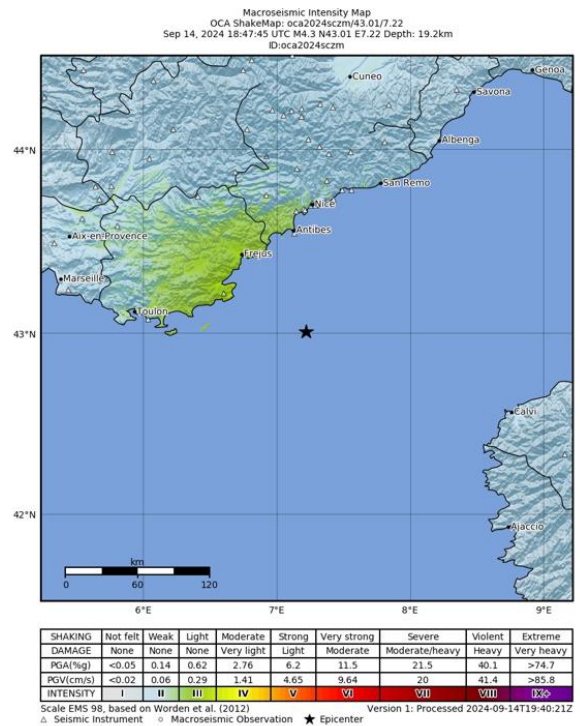 Macroseismic Intensity Map
OCA ShakeMap: oca2024sczm/43.01/7.22
Sep 14, 2024 18:47:45 UTC M4.3 N43.01 E7.22 Depth: 19.2km
ID:oca2024sczm
Cuneo
Genoa
Savona
44°N
Albenga
San Remo
Nice
Aix-en-Provence
Antibes
Frejus
Marseille
Toulon
43°N
Calvi
42°N
Ajaccio
km
0 60 120
6°E 7°E 8°E 9°E
SHAKING Not felt Weak Light Moderate Strong Very strong Severe Violent Extreme
DAMAGE None None None Very light Light Moderate Moderate/heavy Heavy Very heavy
PGA(%g) <0.05 0.14 0.62 2.76 6.2 11.5 21.5 40.1 >74.7
PGV(cm/s) <0.02 0.06 0.29 1.41 4.65 9.64 20 41.4 >85.8
INTENSITY I II III IV V VI VII VIII IX+
Scale EMS 98, based on Worden et al. (2012) Version 1: Processed 2024-09-14T19:40:21Z
△ Seismic Instrument ○ Macroseismic Observation ★ Epicenter